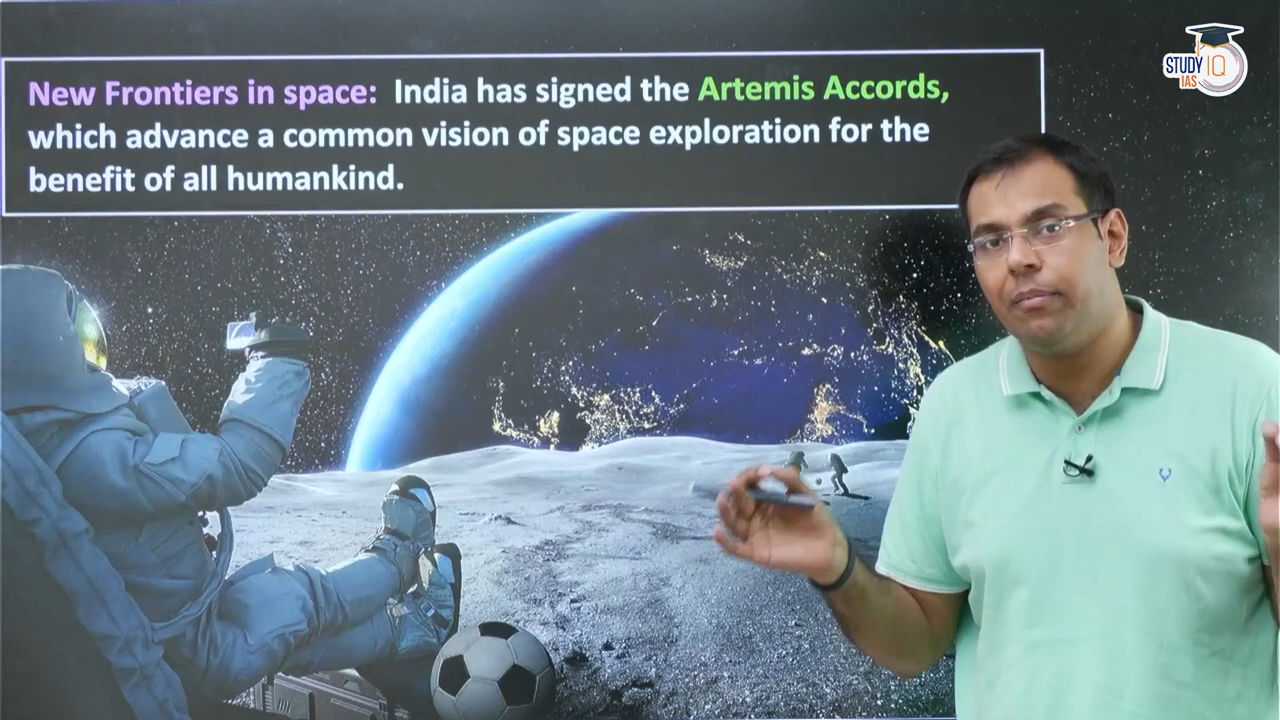 New Frontiers in space: India has signed the Artemis Accords,
which advance a common vision of space exploration for the
benefit of all humankind.
STUDY IQ
IAS